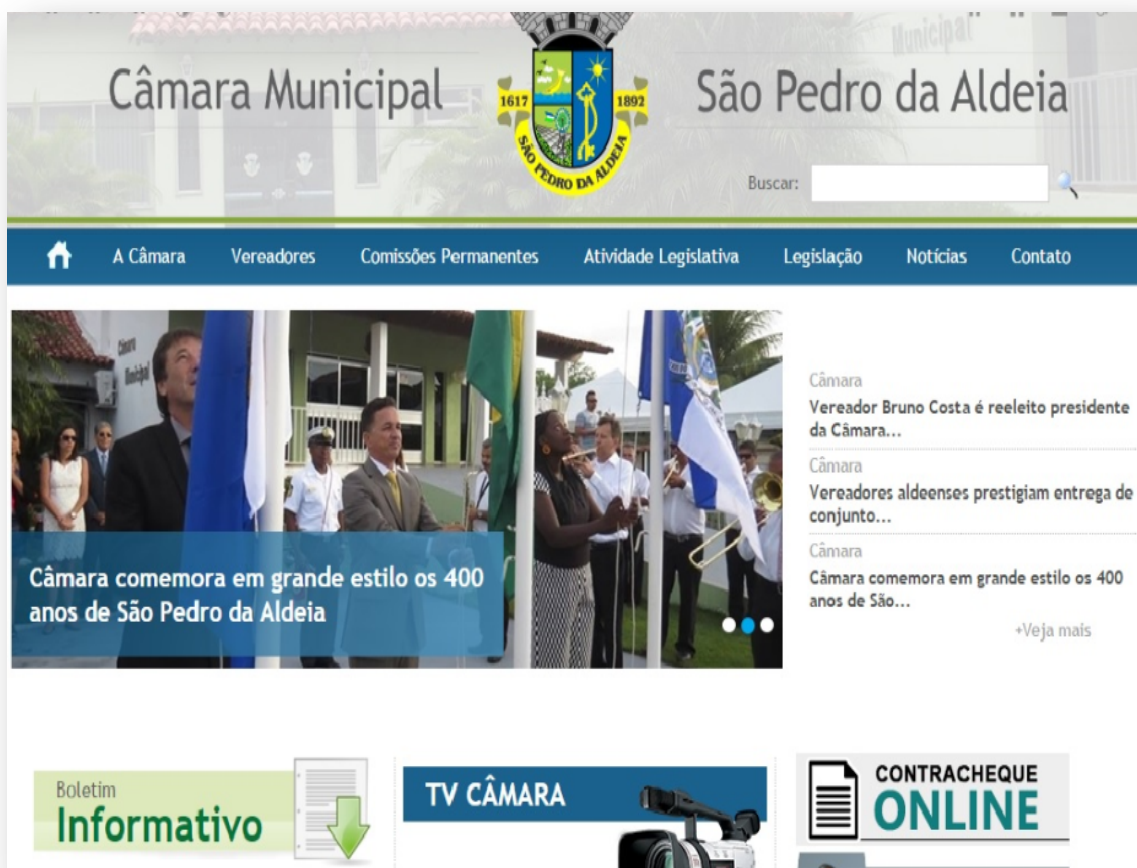 Municipal
Câmara Municipal
São Pedro da Aldeia
1617
1892
SÃO PEDRO DA ALDEIA
Buscar:
A Câmara
Vereadores
Comissões Permanentes
Atividade Legislativa
Legislação
Notícias
Contato
Câmara
Municipal
Câmara comemora em grande estilo os 400
anos de São Pedro da Aldeia
Câmara
Vereador Bruno Costa é reeleito presidente
da Câmara...
Câmara
Vereadores aldeenses prestigiam entrega de
conjunto...
Câmara
Câmara comemora em grande estilo os 400
anos de São...
+Veja mais
Boletim
Informativo
TV CÂMARA
CONTRACHEQUE
ONLINE